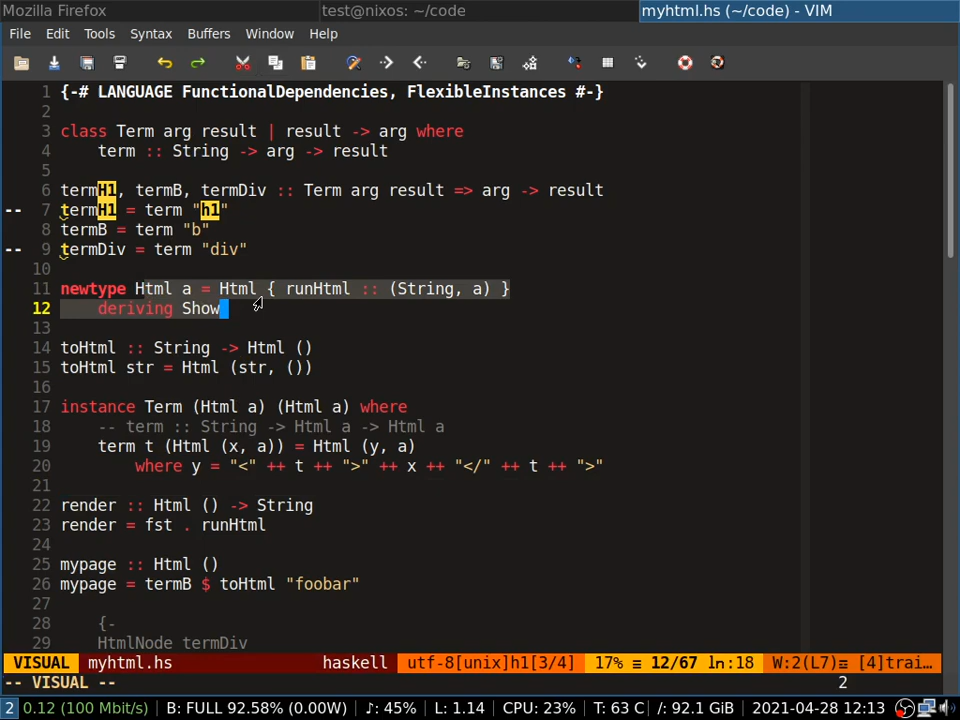 Mozilla Firefox test@nixos: ~/code myhtml.hs (~/code) - VIM
File Edit Tools Syntax Buffers Window Help
1 {-# LANGUAGE FunctionalDependencies, FlexibleInstances #-}
2
3 class Term arg result | result -> arg where
4     term :: String -> arg -> result
5
6 termH1, termB, termDiv :: Term arg result => arg -> result
-- 7 termH1 = term "h1"
8 termB = term "b"
-- 9 termDiv = term "div"
10
11 newtype Html a = Html { runHtml :: (String, a) }
12     deriving Show
13
14 toHtml :: String -> Html ()
15 toHtml str = Html (str, ())
16
17 instance Term (Html a) (Html a) where
18     -- term :: String -> Html a -> Html a
19     term t (Html (x, a)) = Html (y, a)
20         where y = "<" ++ t ++ ">" ++ x ++ "</" ++ t ++ ">"
21
22 render :: Html () -> String
23 render = fst . runHtml
24
25 mypage :: Html ()
26 mypage = termB $ toHtml "foobar"
27
28     {-
29     HtmlNode termDiv
VISUAL myhtml.hs haskell utf-8[unix]h1[3/4] 17% ≡ 12/67 ln:18 W:2(L7)≡ [4]trai…
-- VISUAL -- 2
2 0.12 (100 Mbit/s) B: FULL 92.58% (0.00W) ♪: 45% L: 1.14 CPU: 23% T: 63 C /: 92.1 GiB 2021-04-28 12:13